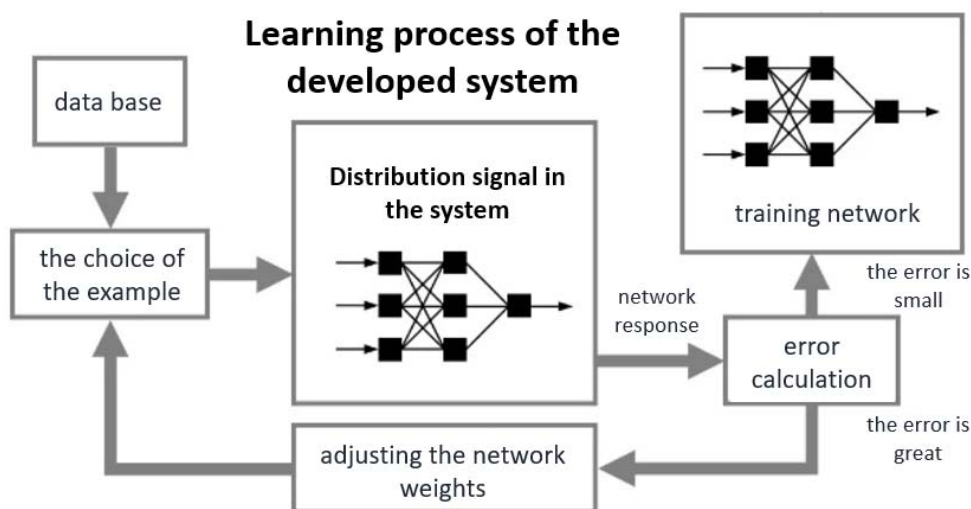 Learning process of the
developed system
data base
Distribution signal in
the system
training network
the choice of
the example
the error is
small
network
response
error
calculation
the error is
great
adjusting the network
weights